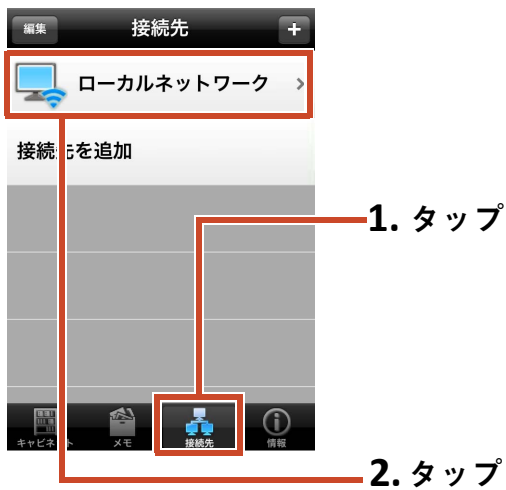 編集 接続先 +
ローカルネットワーク
接続先を追加
1. タップ
キャビネット メモ 接続先 情報
2. タップ